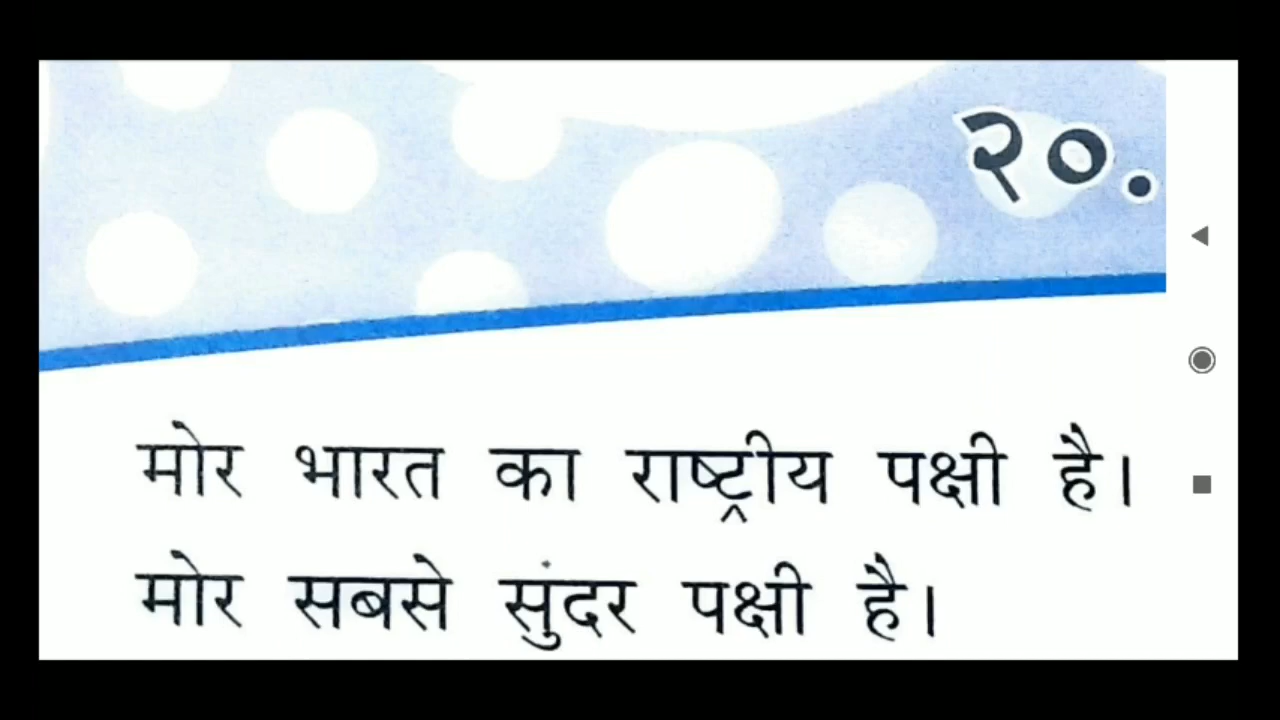 २०.
मोर भारत का राष्ट्रीय पक्षी है।
मोर सबसे सुंदर पक्षी है।